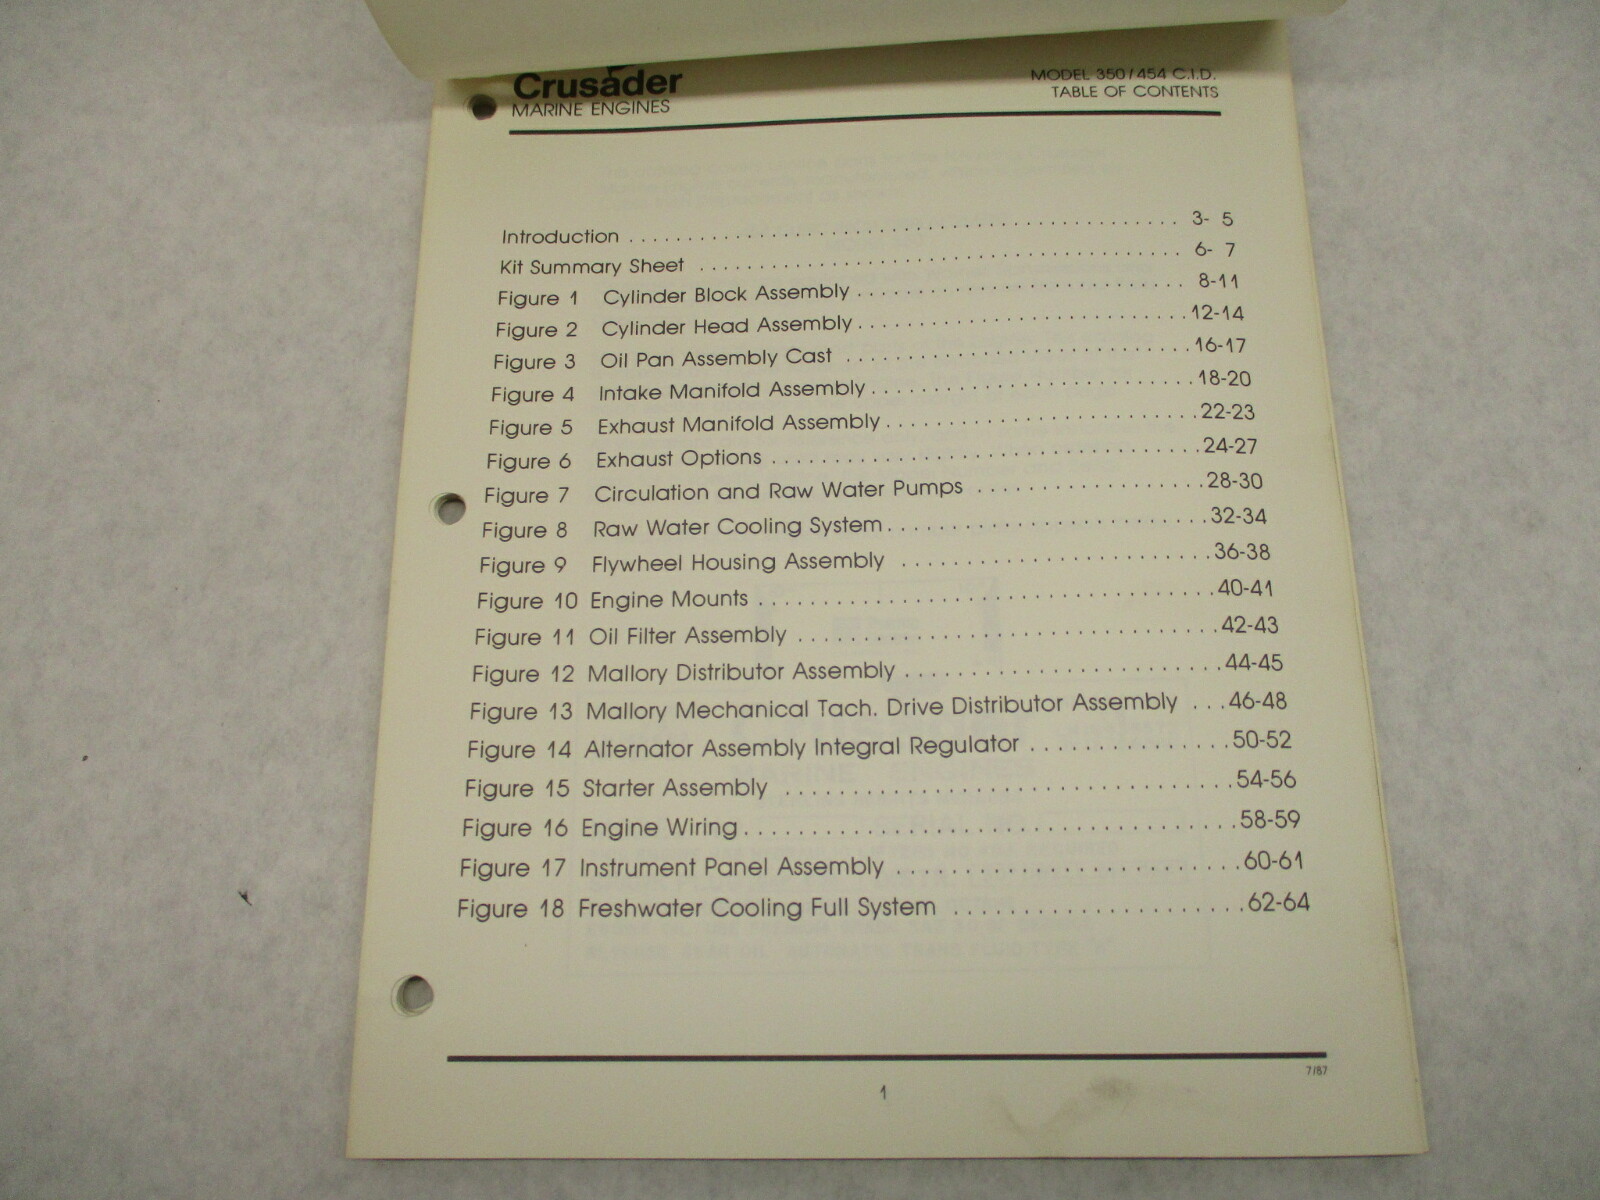 Crusader
MARINE ENGINES
MODEL 350/454 C.I.D.
TABLE OF CONTENTS
Introduction . . . . . . . . . . . . . . . . . . . . 3- 5
Kit Summary Sheet . . . . . . . . . . . . . . . . . . . . 6- 7
Figure 1 Cylinder Block Assembly . . . . . . . . . . . . . . . . . . . . 8-11
Figure 2 Cylinder Head Assembly . . . . . . . . . . . . . . . . . . . . 12-14
Figure 3 Oil Pan Assembly Cast . . . . . . . . . . . . . . . . . . . . 16-17
Figure 4 Intake Manifold Assembly . . . . . . . . . . . . . . . . . . . . 18-20
Figure 5 Exhaust Manifold Assembly . . . . . . . . . . . . . . . . . . . . 22-23
Figure 6 Exhaust Options . . . . . . . . . . . . . . . . . . . . 24-27
Figure 7 Circulation and Raw Water Pumps . . . . . . . . . . . . . . . . . . 28-30
Figure 8 Raw Water Cooling System . . . . . . . . . . . . . . . . . . . . 32-34
Figure 9 Flywheel Housing Assembly . . . . . . . . . . . . . . . . . . . . 36-38
Figure 10 Engine Mounts . . . . . . . . . . . . . . . . . . . . 40-41
Figure 11 Oil Filter Assembly . . . . . . . . . . . . . . . . . . . . 42-43
Figure 12 Mallory Distributor Assembly . . . . . . . . . . . . . . . . . . . . 44-45
Figure 13 Mallory Mechanical Tach. Drive Distributor Assembly . . . 46-48
Figure 14 Alternator Assembly Integral Regulator . . . . . . . . . . . . . . . 50-52
Figure 15 Starter Assembly . . . . . . . . . . . . . . . . . . . . 54-56
Figure 16 Engine Wiring . . . . . . . . . . . . . . . . . . . . 58-59
Figure 17 Instrument Panel Assembly . . . . . . . . . . . . . . . . . . . . 60-61
Figure 18 Freshwater Cooling Full System . . . . . . . . . . . . . . . . . . . . 62-64
7/87
1